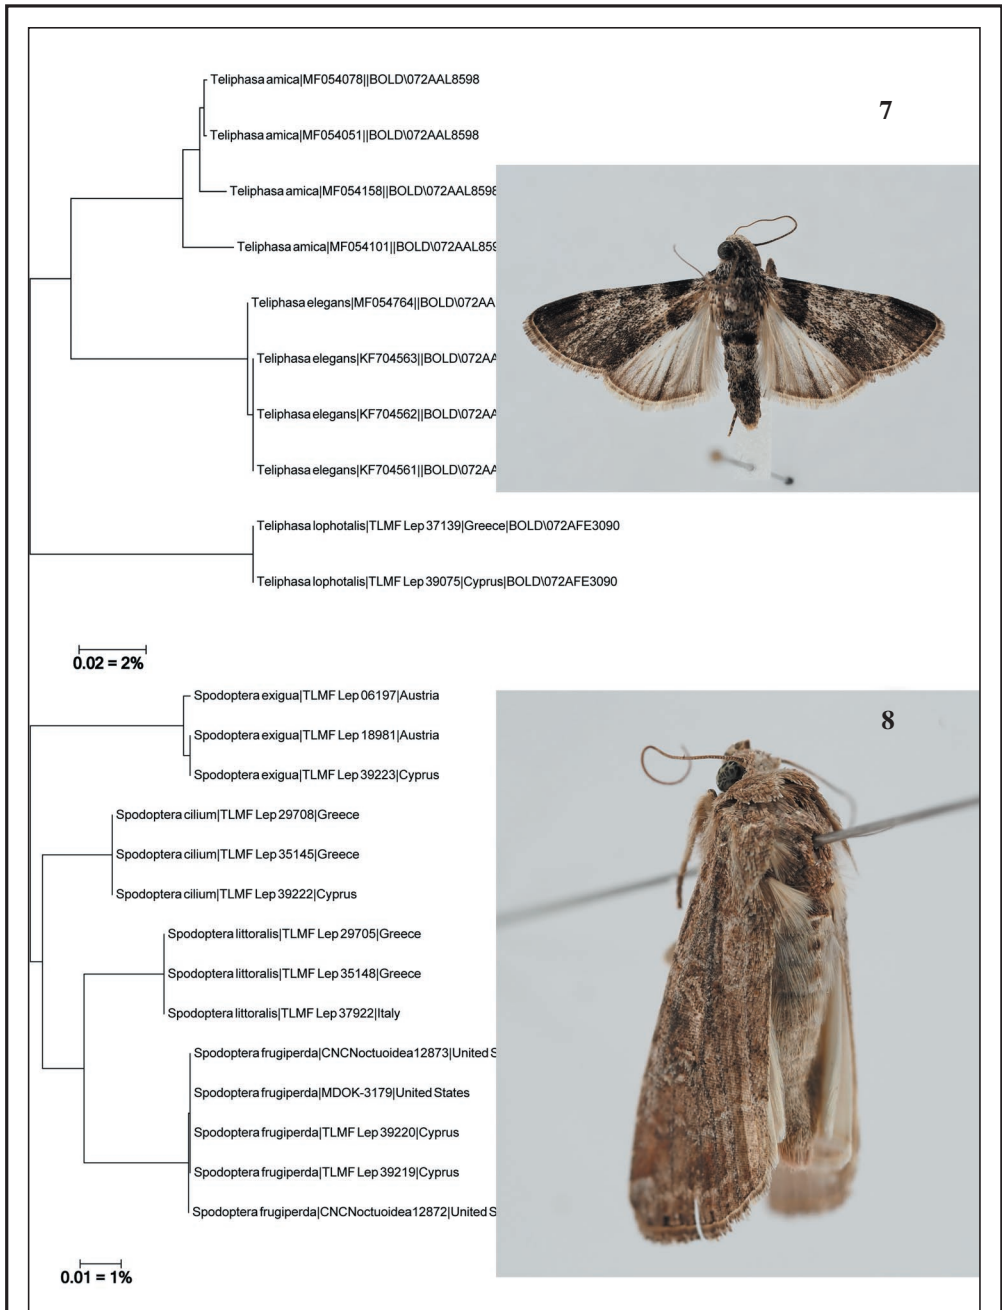 Teliphasa amica|MF054078||BOLD\072AAL8598
7
Teliphasa amica|MF054051||BOLD\072AAL8598
Teliphasa amica|MF054158||BOLD\072AAL8598
Teliphasa amica|MF054101||BOLD\072AAL859
Teliphasa elegans|MF054764||BOLD\072AA
Teliphasa elegans|KF704563||BOLD\072AA
Teliphasa elegans|KF704562||BOLD\072AA
Teliphasa elegans|KF704561||BOLD\072AA
Teliphasa lophotalis|TLMF Lep 37139|Greece|BOLD\072AFE3090
Teliphasa lophotalis|TLMF Lep 39075|Cyprus|BOLD\072AFE3090
0.02 = 2%
Spodoptera exigua|TLMF Lep 06197|Austria
8
Spodoptera exigua|TLMF Lep 18981|Austria
Spodoptera exigua|TLMF Lep 39223|Cyprus
Spodoptera cilium|TLMF Lep 29708|Greece
Spodoptera cilium|TLMF Lep 35145|Greece
Spodoptera cilium|TLMF Lep 39222|Cyprus
Spodoptera littoralis|TLMF Lep 29705|Greece
Spodoptera littoralis|TLMF Lep 35148|Greece
Spodoptera littoralis|TLMF Lep 37922|Italy
Spodoptera frugiperda|CNCNoctuoidea12873|United S
Spodoptera frugiperda|MDOK-3179|United States
Spodoptera frugiperda|TLMF Lep 39220|Cyprus
Spodoptera frugiperda|TLMF Lep 39219|Cyprus
Spodoptera frugiperda|CNCNoctuoidea12872|United S
0.01 = 1%